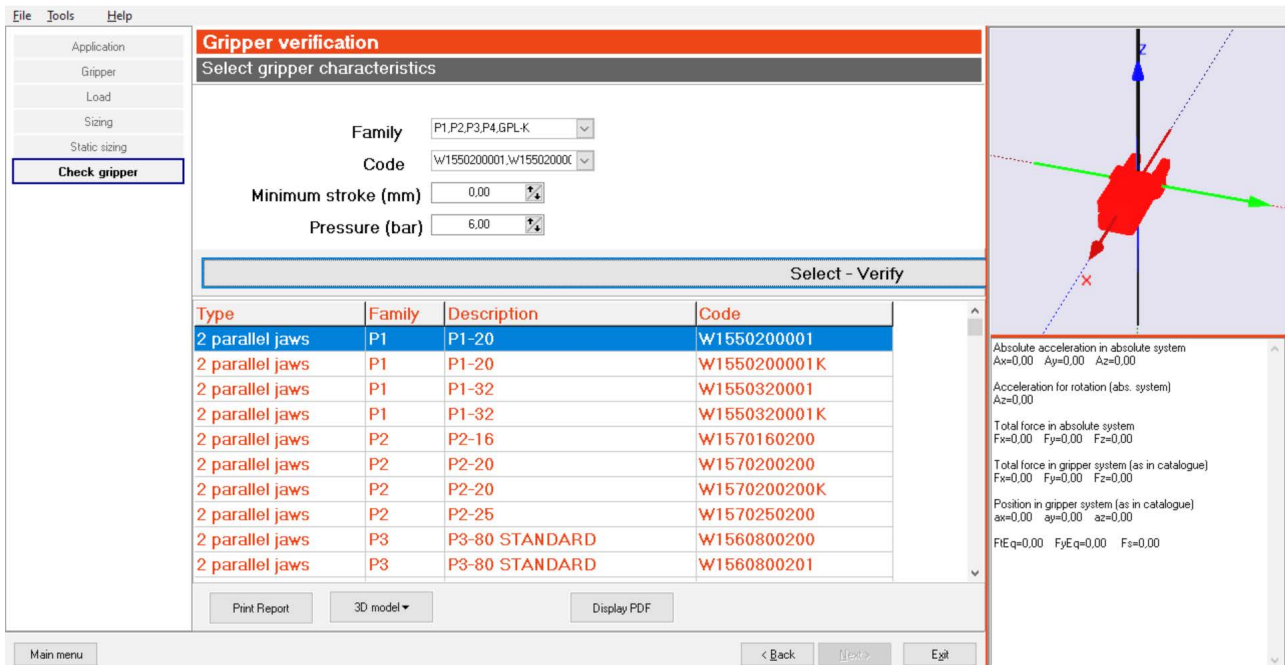 File Tools Help
Application
Gripper
Load
Sizing
Static sizing
Check gripper
Gripper verification
Select gripper characteristics
Family P1,P2,P3,P4,GPL-K
Code W1550200001,W155020000
Minimum stroke (mm) 0,00
Pressure (bar) 6,00
Select - Verify
Type Family Description Code
2 parallel jaws P1 P1-20 W1550200001
2 parallel jaws P1 P1-20 W1550200001K
2 parallel jaws P1 P1-32 W1550320001
2 parallel jaws P1 P1-32 W1550320001K
2 parallel jaws P2 P2-16 W1570160200
2 parallel jaws P2 P2-20 W1570200200
2 parallel jaws P2 P2-20 W1570200200K
2 parallel jaws P2 P2-25 W1570250200
2 parallel jaws P3 P3-80 STANDARD W1560800200
2 parallel jaws P3 P3-80 STANDARD W1560800201
Print Report 3D model Display PDF
Main menu < Back Next > Exit
Z
X
Absolute acceleration in absolute system
Ax=0,00 Ay=0,00 Az=0,00
Acceleration for rotation (abs. system)
Az=0,00
Total force in absolute system
Fx=0,00 Fy=0,00 Fz=0,00
Total force in gripper system (as in catalogue)
Fx=0,00 Fy=0,00 Fz=0,00
Position in gripper system (as in catalogue)
ax=0,00 ay=0,00 az=0,00
FtEq=0,00 FyEq=0,00 Fs=0,00